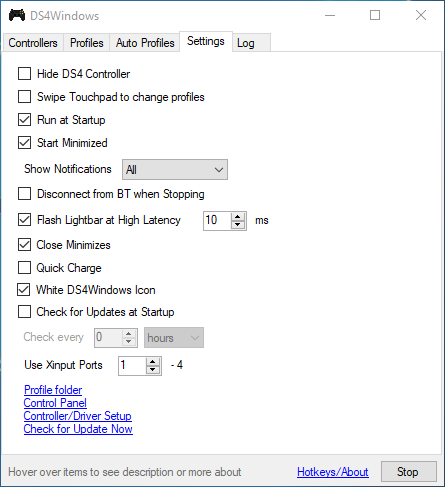 DS4Windows
Controllers Profiles Auto Profiles Settings Log
Hide DS4 Controller
Swipe Touchpad to change profiles
Run at Startup
Start Minimized
Show Notifications All
Disconnect from BT when Stopping
Flash Lightbar at High Latency 10 ms
Close Minimizes
Quick Charge
White DS4Windows Icon
Check for Updates at Startup
Check every 0 hours
Use Xinput Ports 1 - 4
Profile folder
Control Panel
Controller/Driver Setup
Check for Update Now
Hover over items to see description or more about Hotkeys/About Stop